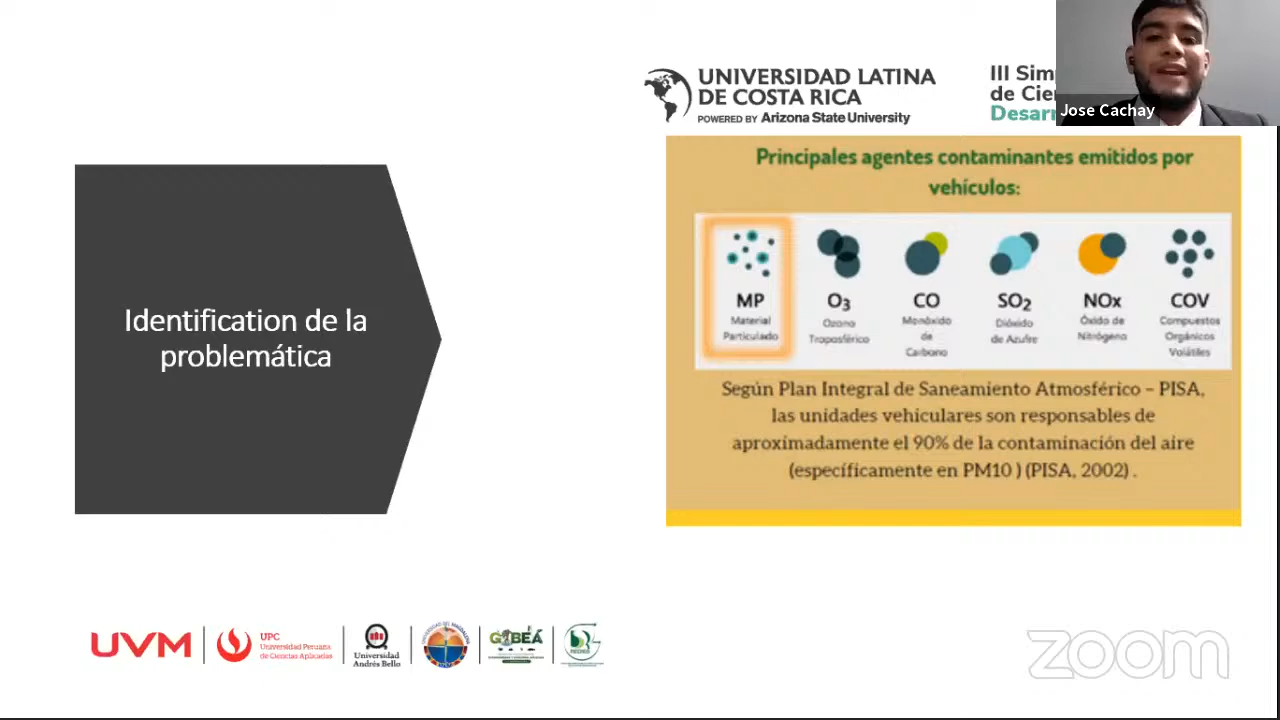 UNIVERSIDAD LATINA
DE COSTA RICA
POWERED BY Arizona State University
III Sim
de Cie
Desarr
Jose Cachay
Identification de la
problemática
Principales agentes contaminantes emitidos por
vehículos:
MP
Material
Particulado
O3
Ozono
Troposférico
CO
Monóxido
de
Carbono
SO2
Dióxido
de Azufre
NOx
Óxido de
Nitrógeno
COV
Compuestos
Orgánicos
Volátiles
Según Plan Integral de Saneamiento Atmosférico – PISA,
las unidades vehiculares son responsables de
aproximadamente el 90% de la contaminación del aire
(específicamente en PM10 ) (PISA, 2002) .
UVM
UPC
Universidad Peruana
de Ciencias Aplicadas
Universidad
Andrés Bello
zoom